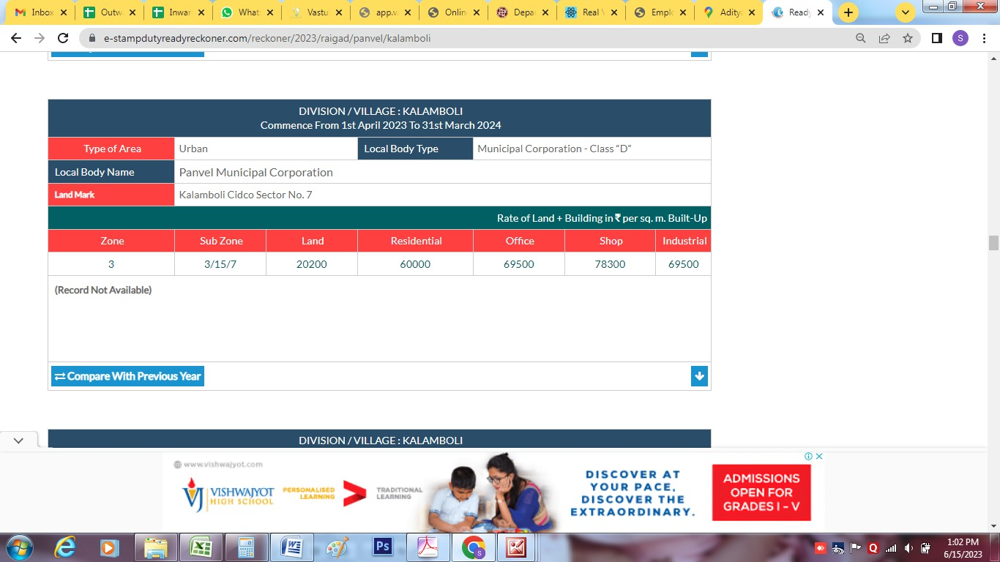 Inbox
Outw
Inwar
What
Vastu
app.v
Onlin
Depa
Real V
Emplo
Aditya
Ready
e-stampdutyreadyreckoner.com/reckoner/2023/raigad/panvel/kalamboli
S
DIVISION / VILLAGE : KALAMBOLI
Commence From 1st April 2023 To 31st March 2024
Type of Area Urban Local Body Type Municipal Corporation - Class “D”
Local Body Name Panvel Municipal Corporation
Land Mark Kalamboli Cidco Sector No. 7
Rate of Land + Building in ₹ per sq. m. Built-Up
Zone Sub Zone Land Residential Office Shop Industrial
3 3/15/7 20200 60000 69500 78300 69500
(Record Not Available)
Compare With Previous Year
DIVISION / VILLAGE : KALAMBOLI
www.vishwajyot.com
VJ VISHWAJYOT
HIGH SCHOOL
PERSONALISED
LEARNING
TRADITIONAL
LEARNING
DISCOVER AT
YOUR PACE,
DISCOVER THE
EXTRAORDINARY.
ADMISSIONS
OPEN FOR
GRADES I - V
Ps
1:02 PM
6/15/2023